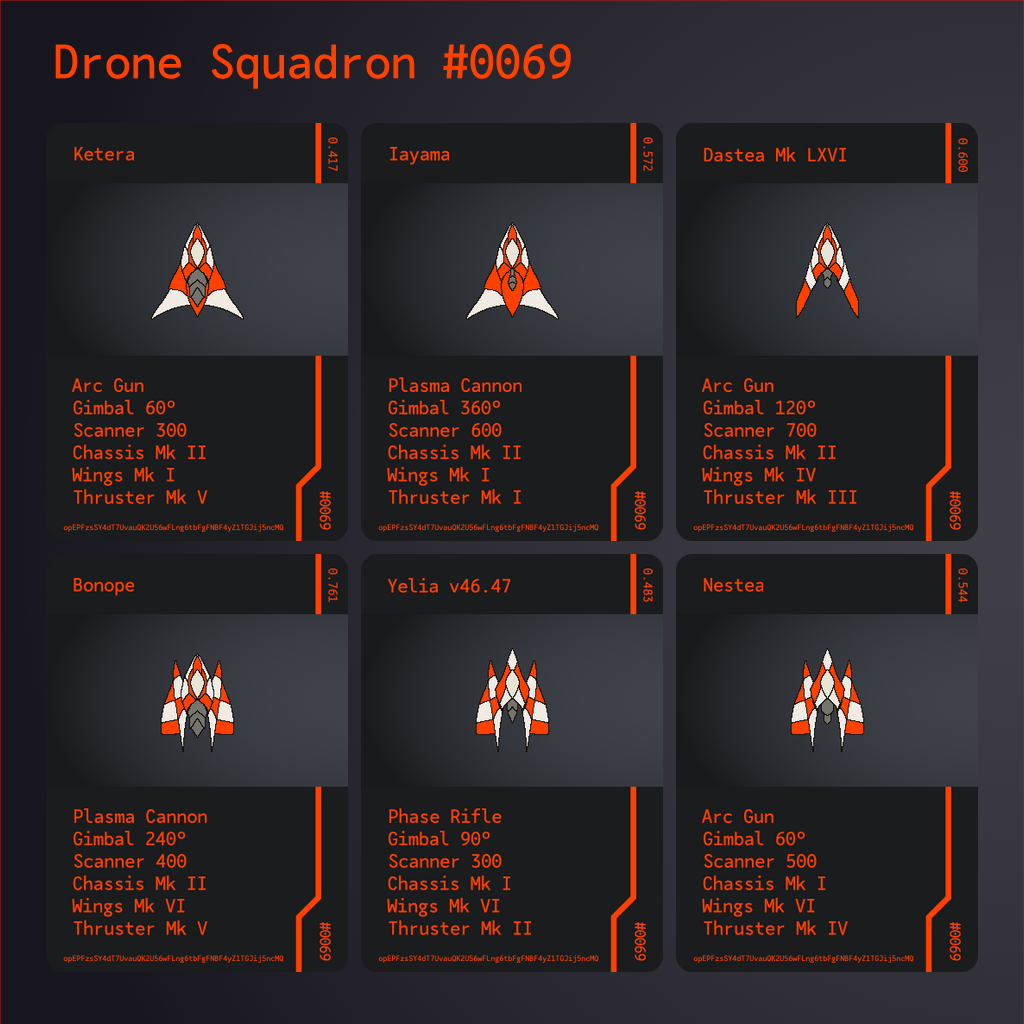 Drone Squadron #0069
Ketera
0.417
Arc Gun
Gimbal 60°
Scanner 300
Chassis Mk II
Wings Mk I
Thruster Mk V
#0069
opEPFzsSY4dT7UvauQK2U56wFLng6tbFgFNBF4yZ1TGJij5ncMQ
Iayama
0.572
Plasma Cannon
Gimbal 360°
Scanner 600
Chassis Mk II
Wings Mk I
Thruster Mk I
#0069
opEPFzsSY4dT7UvauQK2U56wFLng6tbFgFNBF4yZ1TGJij5ncMQ
Dastea Mk LXVI
0.600
Arc Gun
Gimbal 120°
Scanner 700
Chassis Mk II
Wings Mk IV
Thruster Mk III
#0069
opEPFzsSY4dT7UvauQK2U56wFLng6tbFgFNBF4yZ1TGJij5ncMQ
Bonope
0.761
Plasma Cannon
Gimbal 240°
Scanner 400
Chassis Mk II
Wings Mk VI
Thruster Mk V
#0069
opEPFzsSY4dT7UvauQK2U56wFLng6tbFgFNBF4yZ1TGJij5ncMQ
Yelia v46.47
0.483
Phase Rifle
Gimbal 90°
Scanner 300
Chassis Mk I
Wings Mk VI
Thruster Mk II
#0069
opEPFzsSY4dT7UvauQK2U56wFLng6tbFgFNBF4yZ1TGJij5ncMQ
Nestea
0.544
Arc Gun
Gimbal 60°
Scanner 500
Chassis Mk I
Wings Mk VI
Thruster Mk IV
#0069
opEPFzsSY4dT7UvauQK2U56wFLng6tbFgFNBF4yZ1TGJij5ncMQ